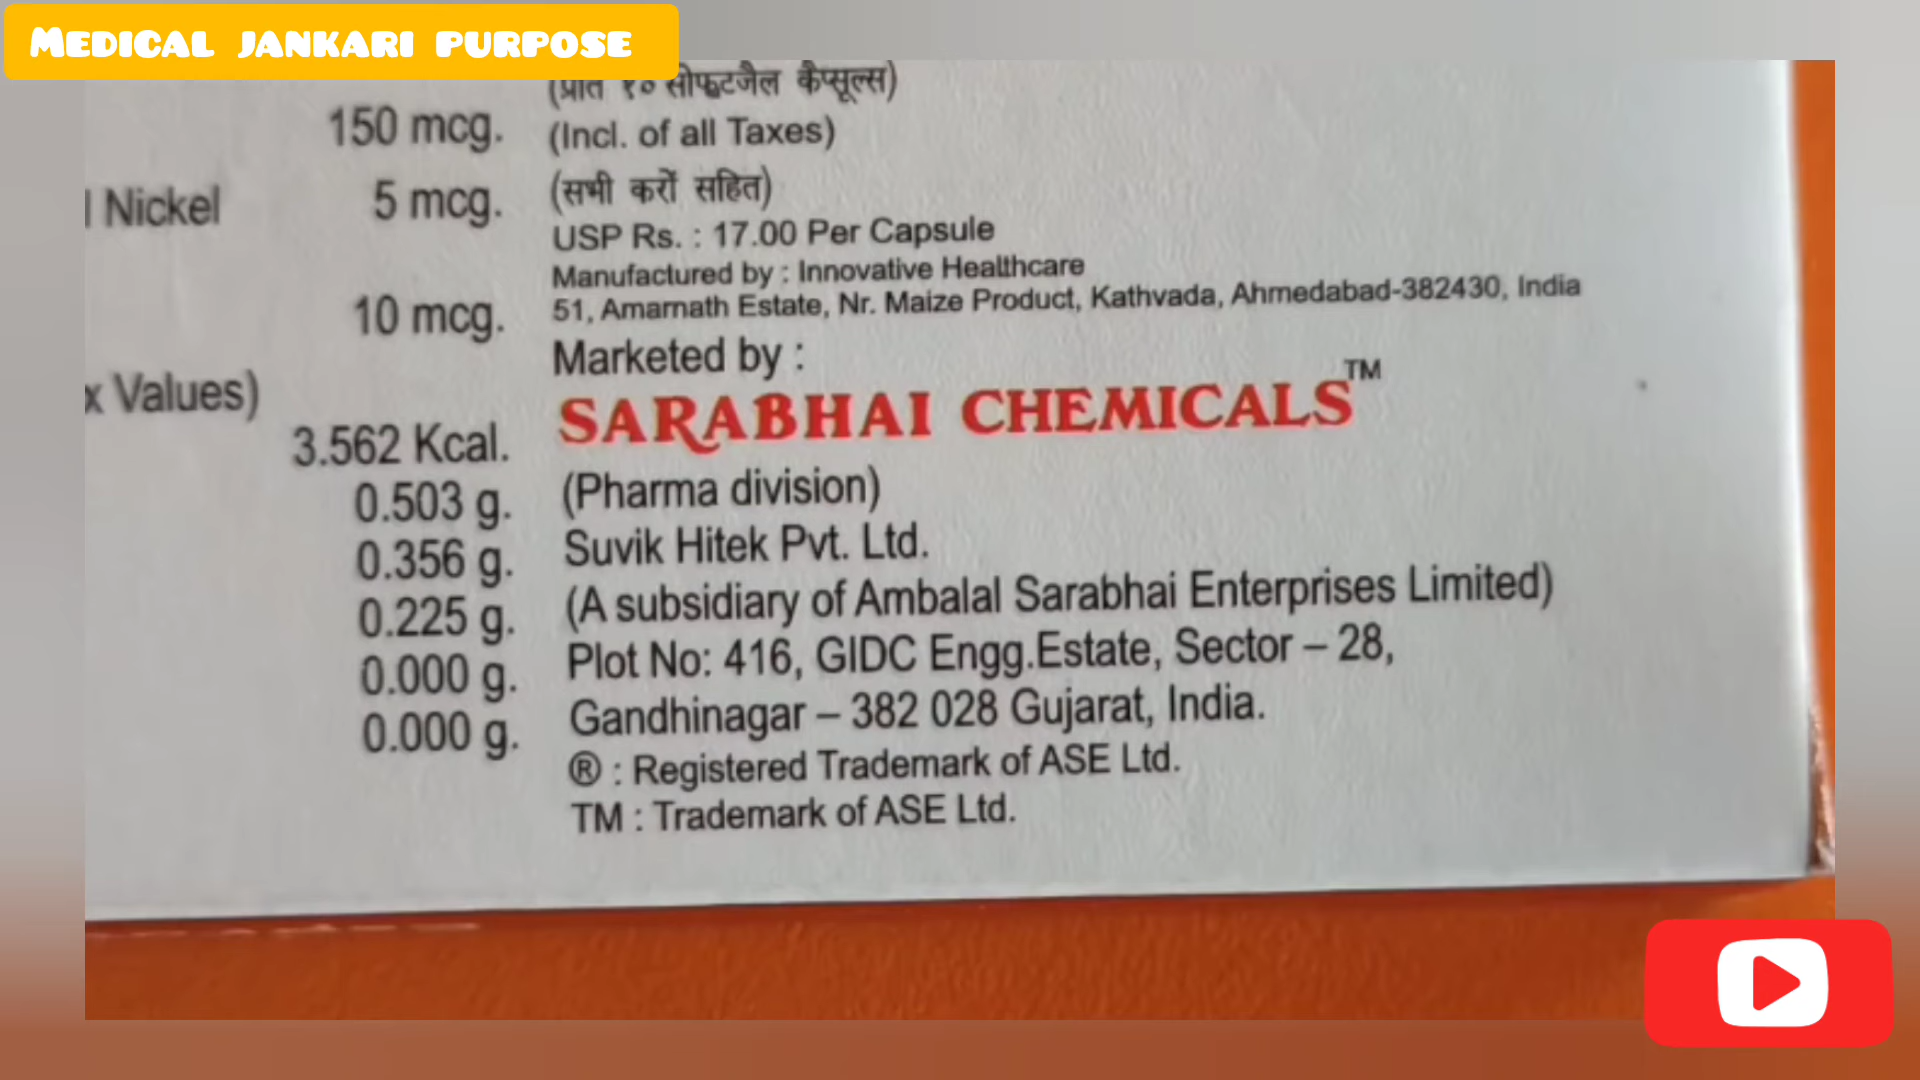 MEDICAL JANKARI PURPOSE
(प्रति १० सोफ्टजैल कैप्सूल्स)
150 mcg.
(Incl. of all Taxes)
Nickel 5 mcg.
(सभी करों सहित)
USP Rs. : 17.00 Per Capsule
Manufactured by : Innovative Healthcare
10 mcg.
51, Amarnath Estate, Nr. Maize Product, Kathvada, Ahmedabad-382430, India
Marketed by :
Values)
SARABHAI CHEMICALS™
3.562 Kcal.
0.503 g.
(Pharma division)
0.356 g.
Suvik Hitek Pvt. Ltd.
0.225 g.
(A subsidiary of Ambalal Sarabhai Enterprises Limited)
0.000 g.
Plot No: 416, GIDC Engg.Estate, Sector – 28,
0.000 g.
Gandhinagar – 382 028 Gujarat, India.
® : Registered Trademark of ASE Ltd.
TM : Trademark of ASE Ltd.